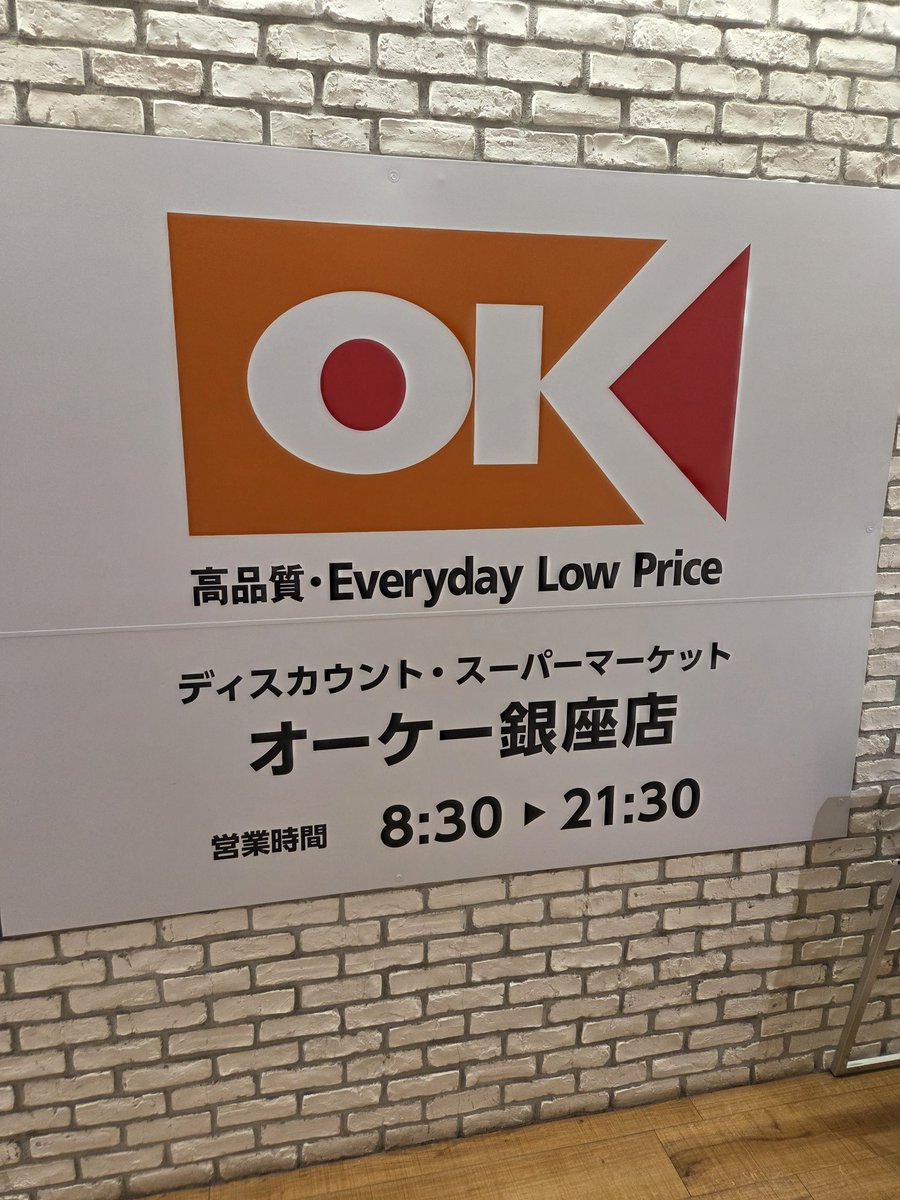 OK
高品質・Everyday Low Price
ディスカウント・スーパーマーケット
オーケー銀座店
営業時間 8:30 ▶ 21:30